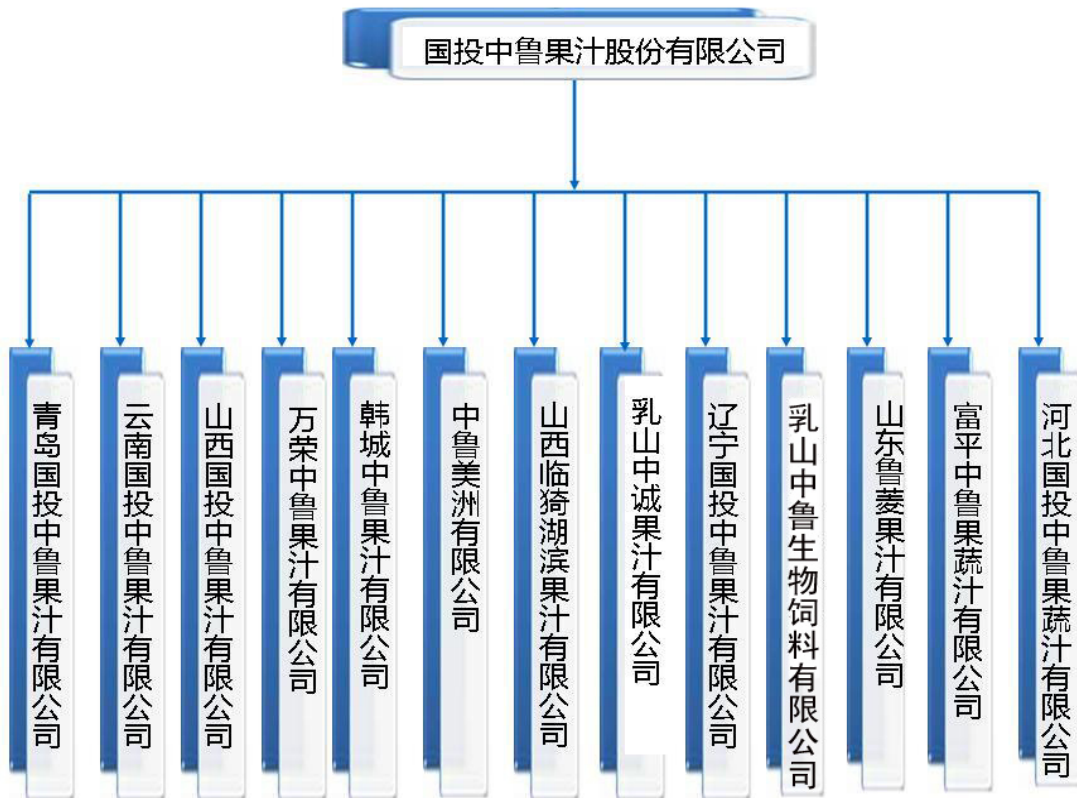 国投中鲁果汁股份有限公司
青岛国投中鲁果汁有限公司
云南国投中鲁果汁有限公司
山西国投中鲁果汁有限公司
万荣中鲁果汁有限公司
韩城中鲁果汁有限公司
中鲁美洲有限公司
山西临猗湖滨果汁有限公司
乳山中诚果汁有限公司
辽宁国投中鲁果汁有限公司
乳山中鲁生物饲料有限公司
山东鲁菱果汁有限公司
富平中鲁果蔬汁有限公司
河北国投中鲁果蔬汁有限公司